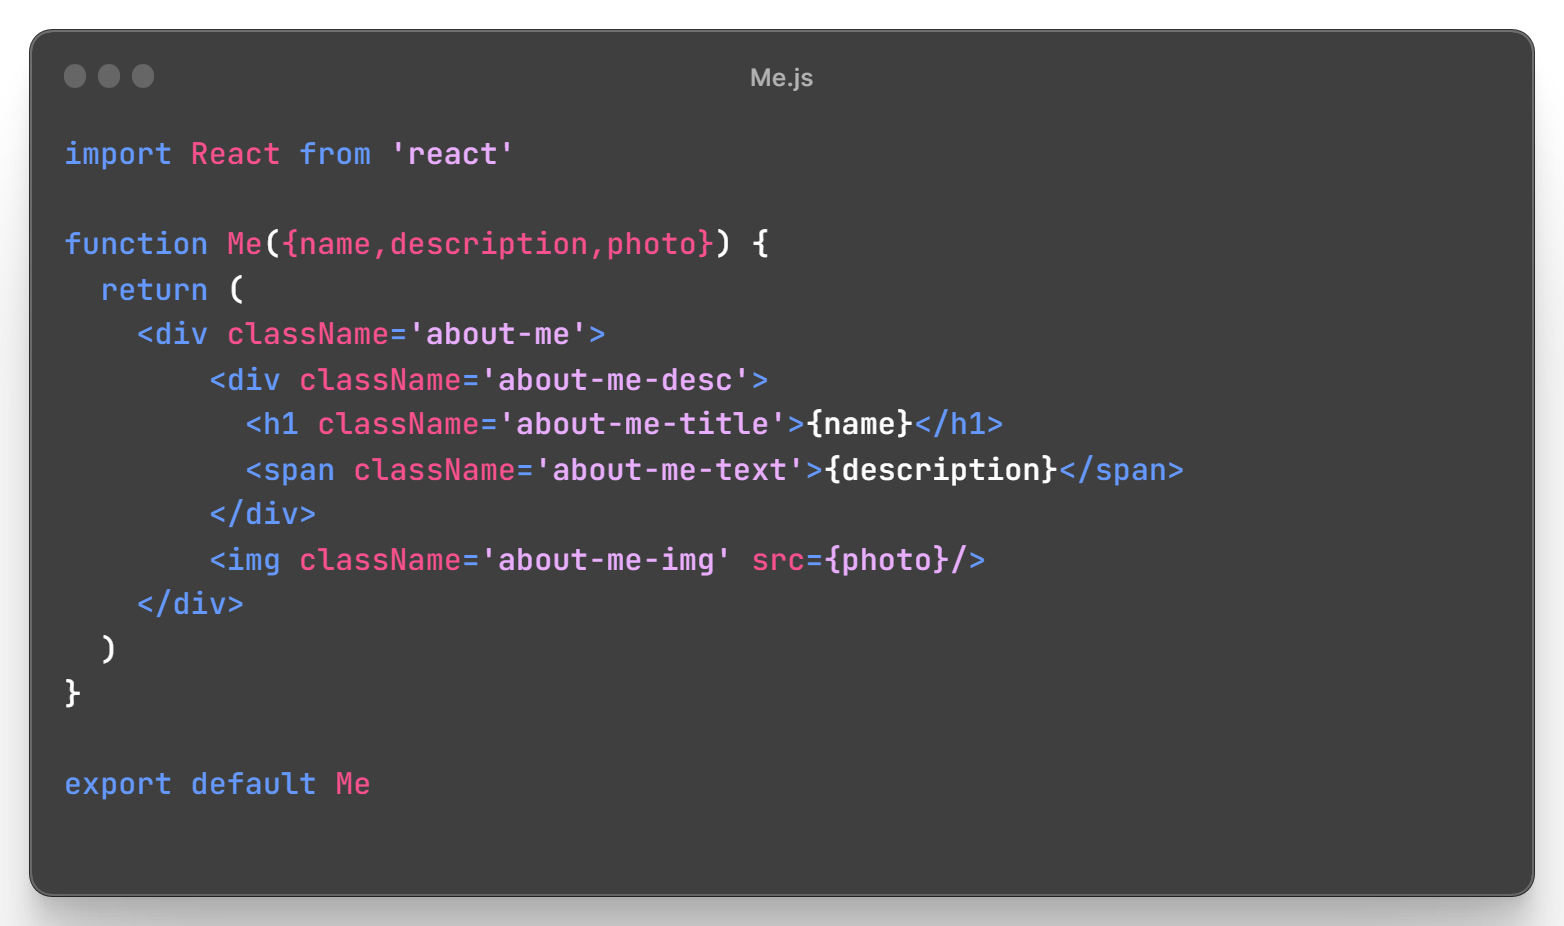 Me.js
import React from 'react'
function Me({name,description,photo}) {
return (
<div className='about-me'>
<div className='about-me-desc'>
<h1 className='about-me-title'>{name}</h1>
<span className='about-me-text'>{description}</span>
</div>
<img className='about-me-img' src={photo}/>
</div>
)
}
export default Me